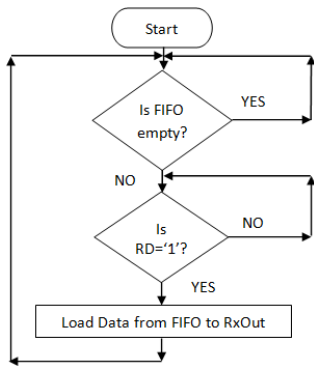 Start
Is FIFO
empty?
YES
NO
Is
RD=‘1’?
NO
YES
Load Data from FIFO to RxOut